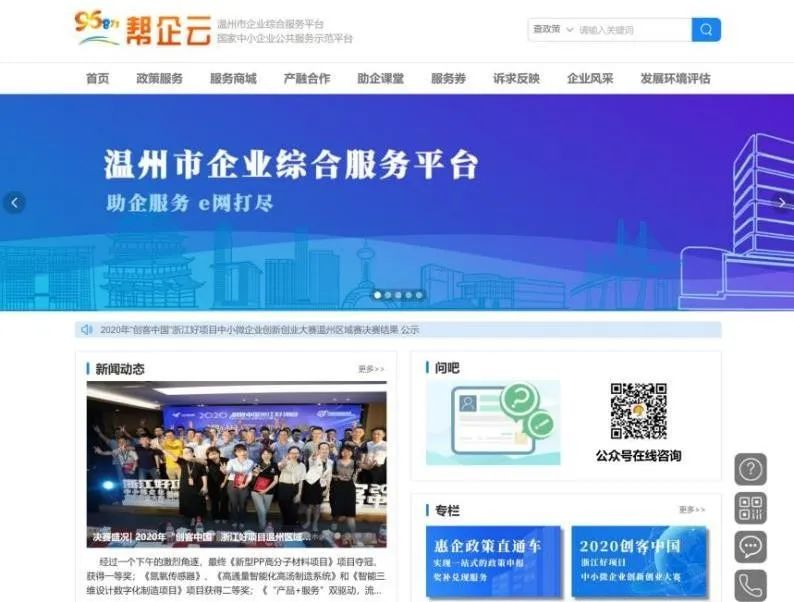 96871
帮企云
温州市企业综合服务平台
国家中小企业公共服务示范平台
查政策
请输入关键词
首页 政策服务 服务商城 产融合作 助企课堂 服务券 诉求反映 企业风采 发展环境评估
温州市企业综合服务平台
助企服务 e网打尽
2020年“创客中国”浙江好项目中小微企业创新创业大赛温州区域赛决赛结果 公示
新闻动态
更多>>
决赛盛况| 2020年“创客中国”浙江好项目温州区域...
经过一个下午的激烈角逐，最终《新型PP高分子材料项目》项目夺冠，
获得一等奖；《氢氧传感器》、《高通量智能化高汤制造系统》和《智能三
维设计数字化制造项目》项目获得二等奖；《“产品+服务”双驱动，流...
问吧
公众号在线咨询
专栏
更多>>
惠企政策直通车
实现一站式的政策申报
奖补兑现服务
2020创客中国
浙江好项目
中小微企业创新创业大赛